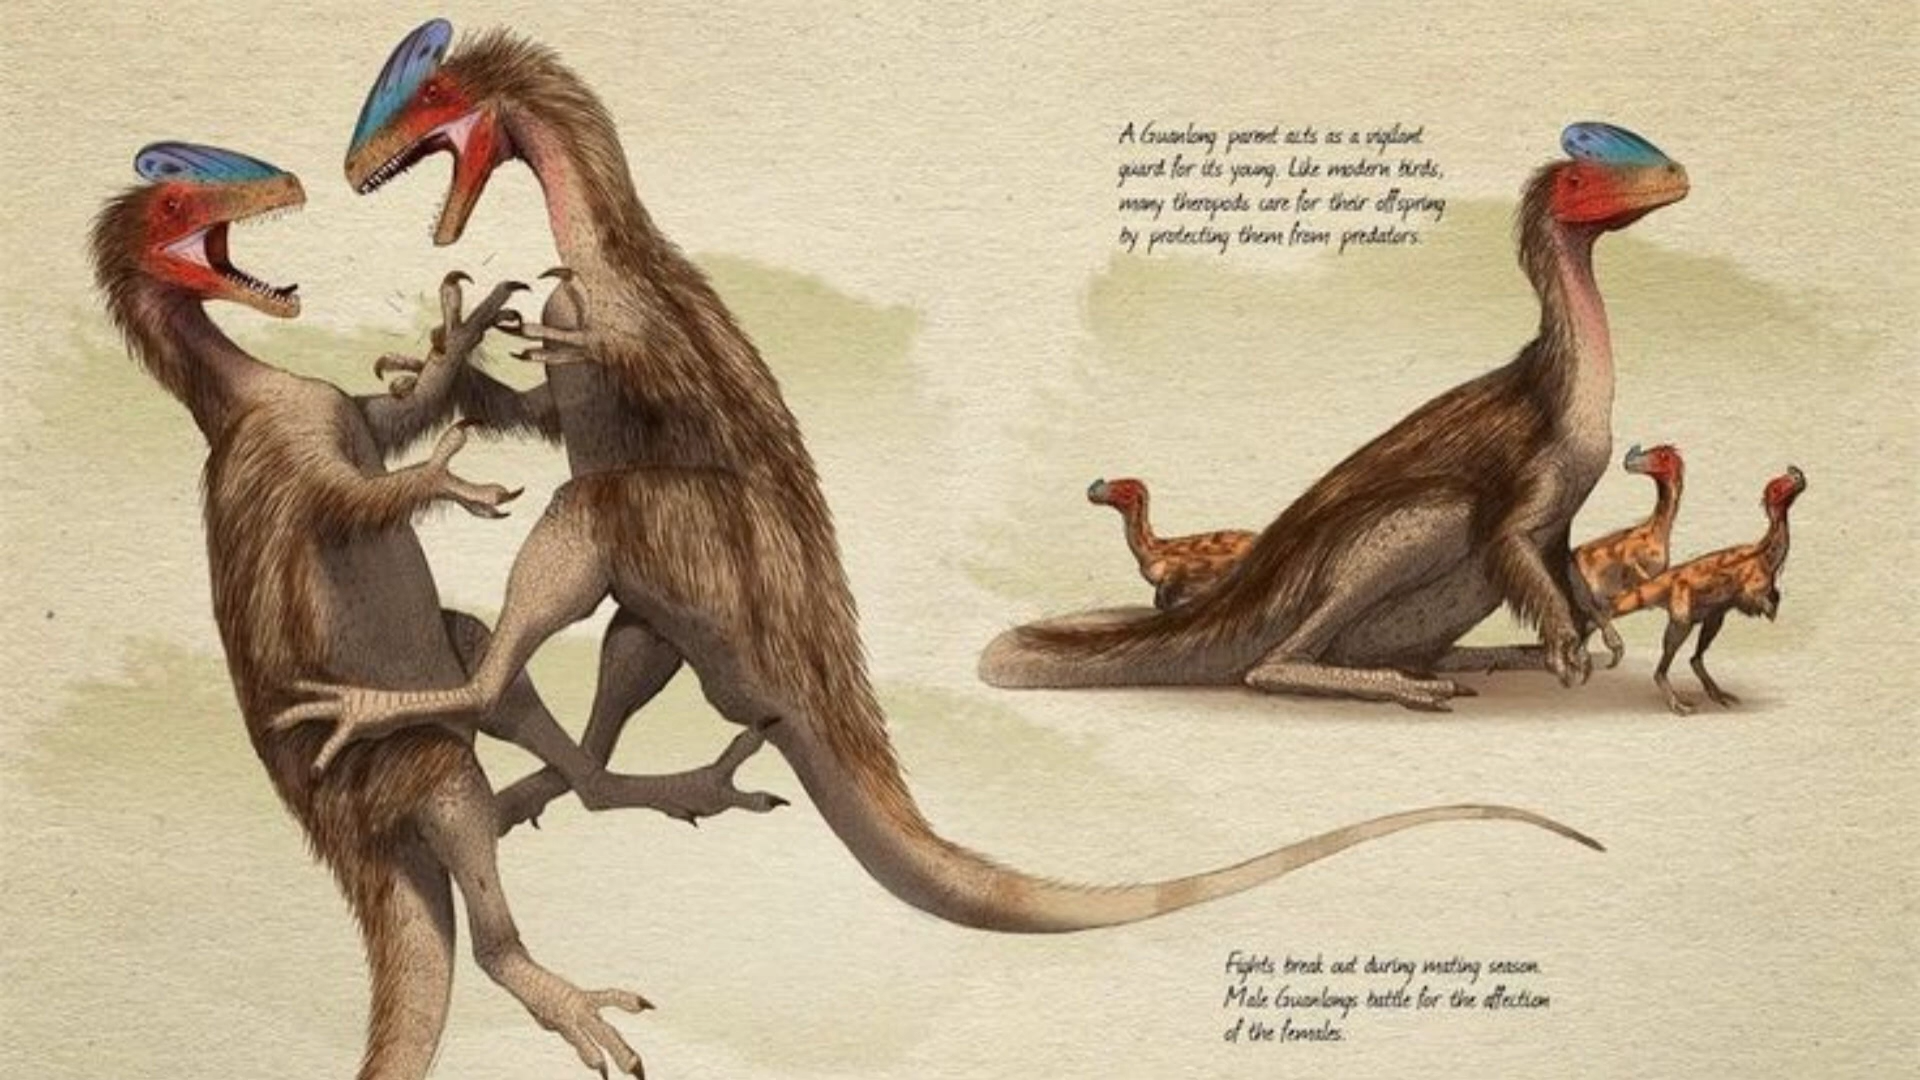 A Guanlong parent acts as a vigilant
guard for its young. Like modern birds,
many theropods care for their offspring
by protecting them from predators.
Fights break out during mating season.
Male Guanlongs battle for the affection
of the females.